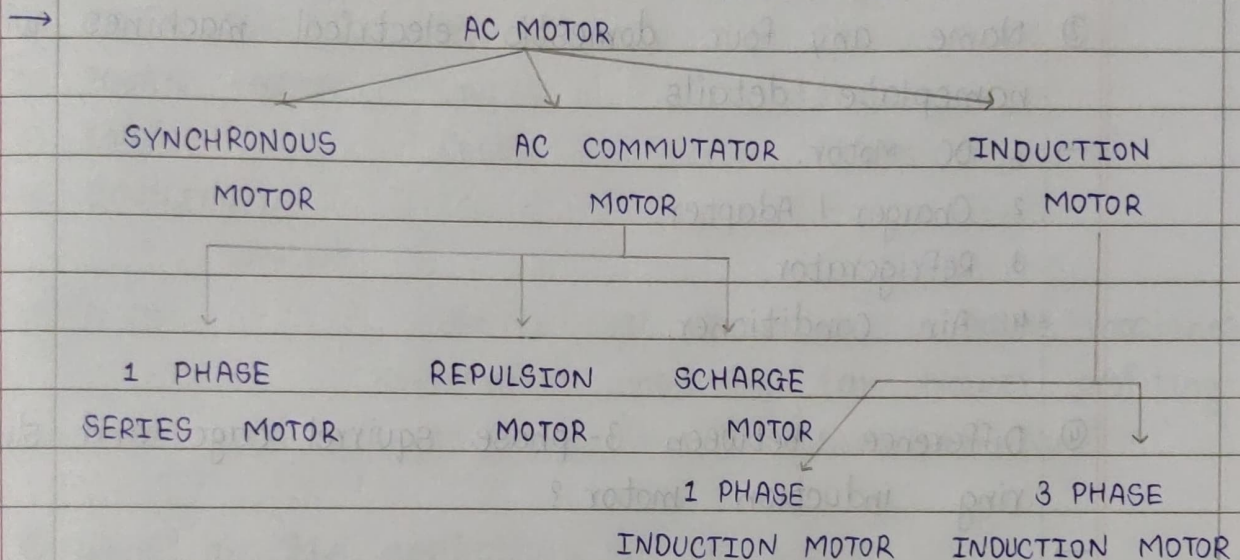 → AC MOTOR
SYNCHRONOUS AC COMMUTATOR INDUCTION
MOTOR MOTOR MOTOR
1 PHASE REPULSION SCHARGE
SERIES MOTOR MOTOR MOTOR
1 PHASE 3 PHASE
INDUCTION MOTOR INDUCTION MOTOR